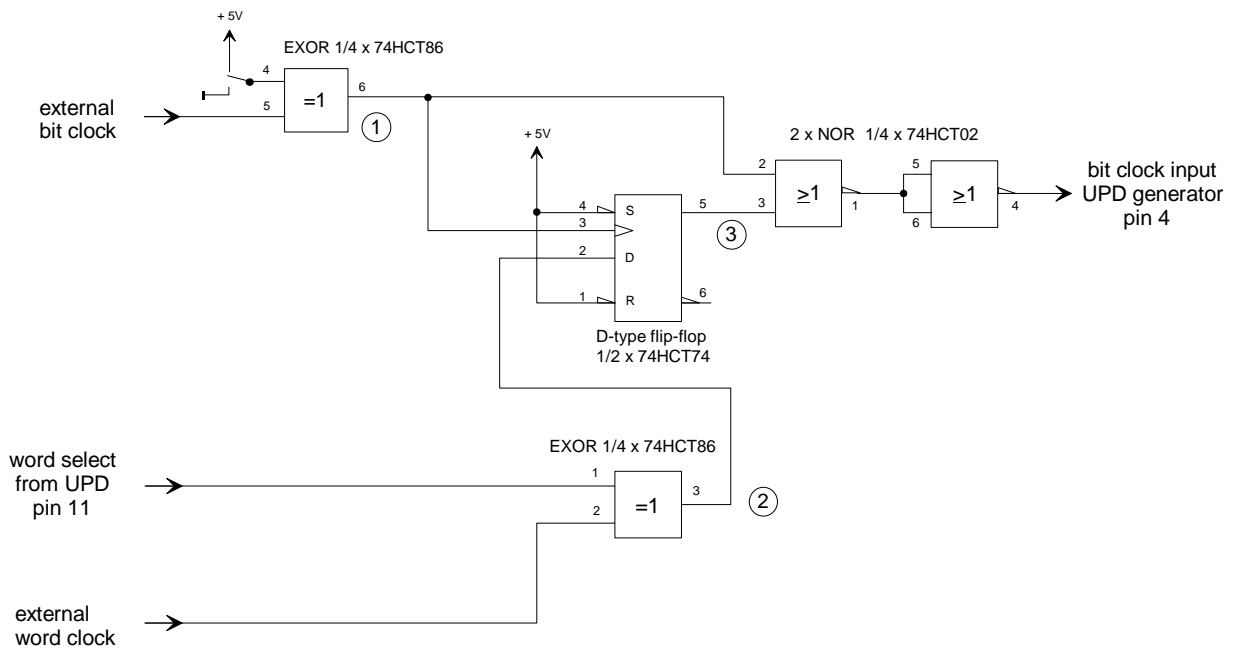 + 5V
EXOR 1/4 x 74HCT86
4
5
=1
6
external
bit clock
1
+ 5V
2 x NOR 1/4 x 74HCT02
2
3
≥1
1
5
6
≥1
4
bit clock input
UPD generator
pin 4
4
S
3
2
D
1
R
5
6
3
D-type flip-flop
1/2 x 74HCT74
word select
from UPD
pin 11
EXOR 1/4 x 74HCT86
1
2
=1
3
2
external
word clock